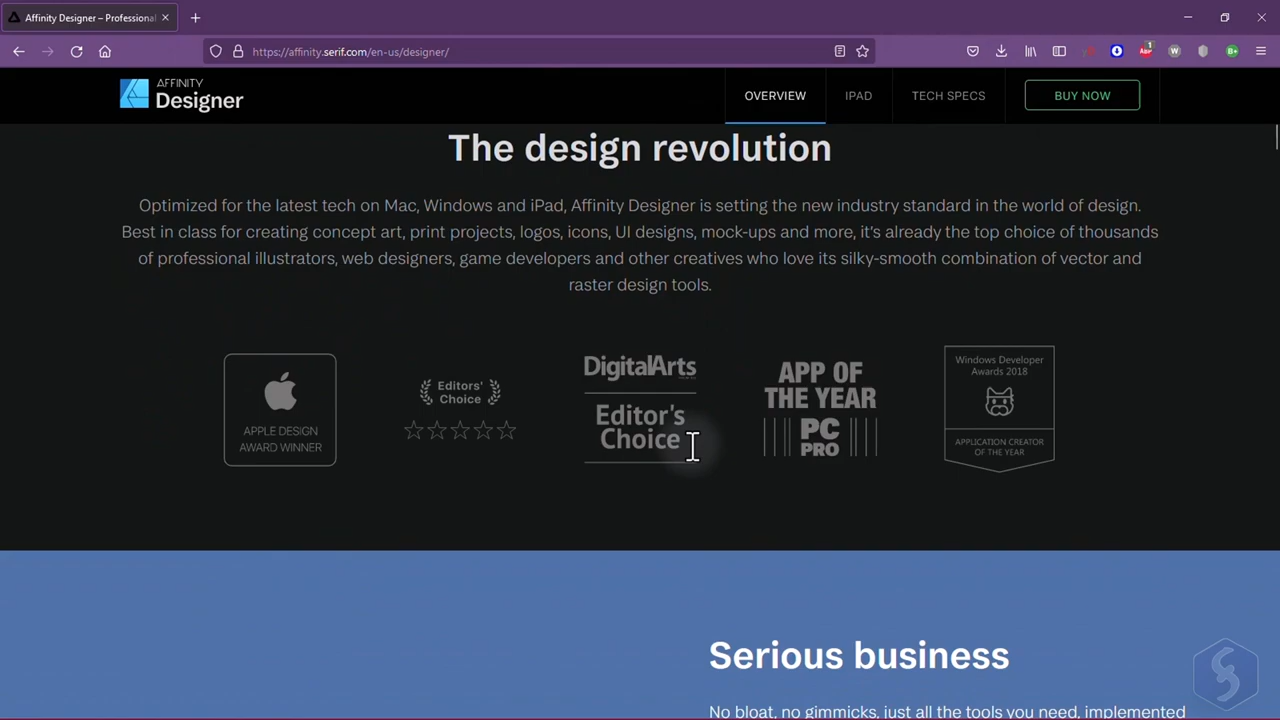 Affinity Designer – Professional
https://affinity.serif.com/en-us/designer/
AFFINITY
Designer
OVERVIEW
IPAD
TECH SPECS
BUY NOW
The design revolution
Optimized for the latest tech on Mac, Windows and iPad, Affinity Designer is setting the new industry standard in the world of design.
Best in class for creating concept art, print projects, logos, icons, UI designs, mock-ups and more, it's already the top choice of thousands
of professional illustrators, web designers, game developers and other creatives who love its silky-smooth combination of vector and
raster design tools.
APPLE DESIGN
AWARD WINNER
Editors'
Choice
DigitalArts
Editor's
Choice
APP OF
THE YEAR
PC
PRO
Windows Developer
Awards 2018
APPLICATION CREATOR
OF THE YEAR
Serious business
No bloat, no gimmicks, just all the tools you need, implemented